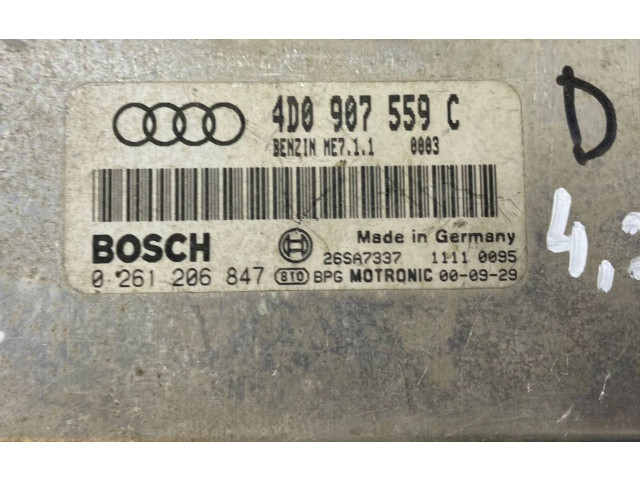 4D0 907 559 C
BENZIN ME7.1.1 0003
BOSCH
Made in Germany
26SA7337 1111 0095
0 261 206 847 810 BPG MOTRONIC 00-09-29
D